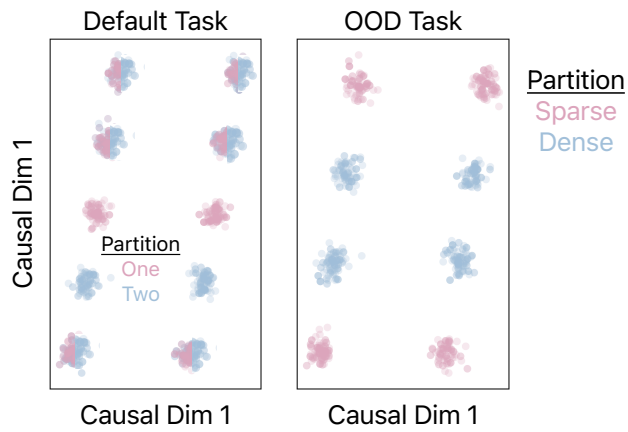 Default Task
OOD Task
Partition
Sparse
Dense
Causal Dim 1
Partition
One
Two
Causal Dim 1
Causal Dim 1